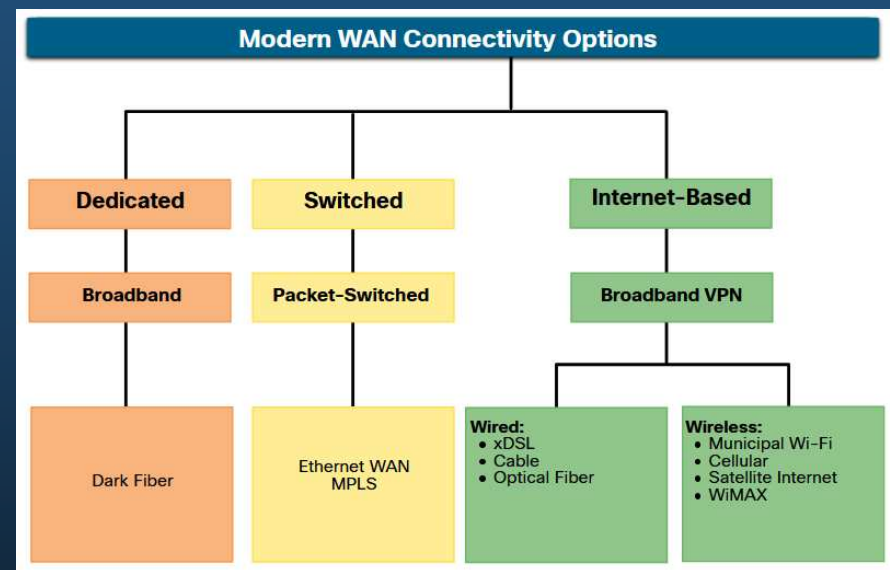 Modern WAN Connectivity Options
Dedicated
Switched
Internet-Based
Broadband
Packet-Switched
Broadband VPN
Dark Fiber
Ethernet WAN
MPLS
Wired:
• xDSL
• Cable
• Optical Fiber
Wireless:
• Municipal Wi-Fi
• Cellular
• Satellite Internet
• WiMAX